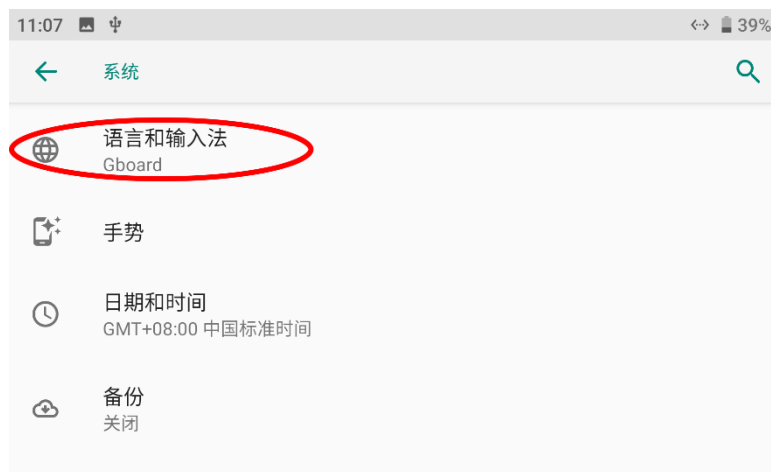 11:07
39%
系统
语言和输入法
Gboard
手势
日期和时间
GMT+08:00 中国标准时间
备份
关闭